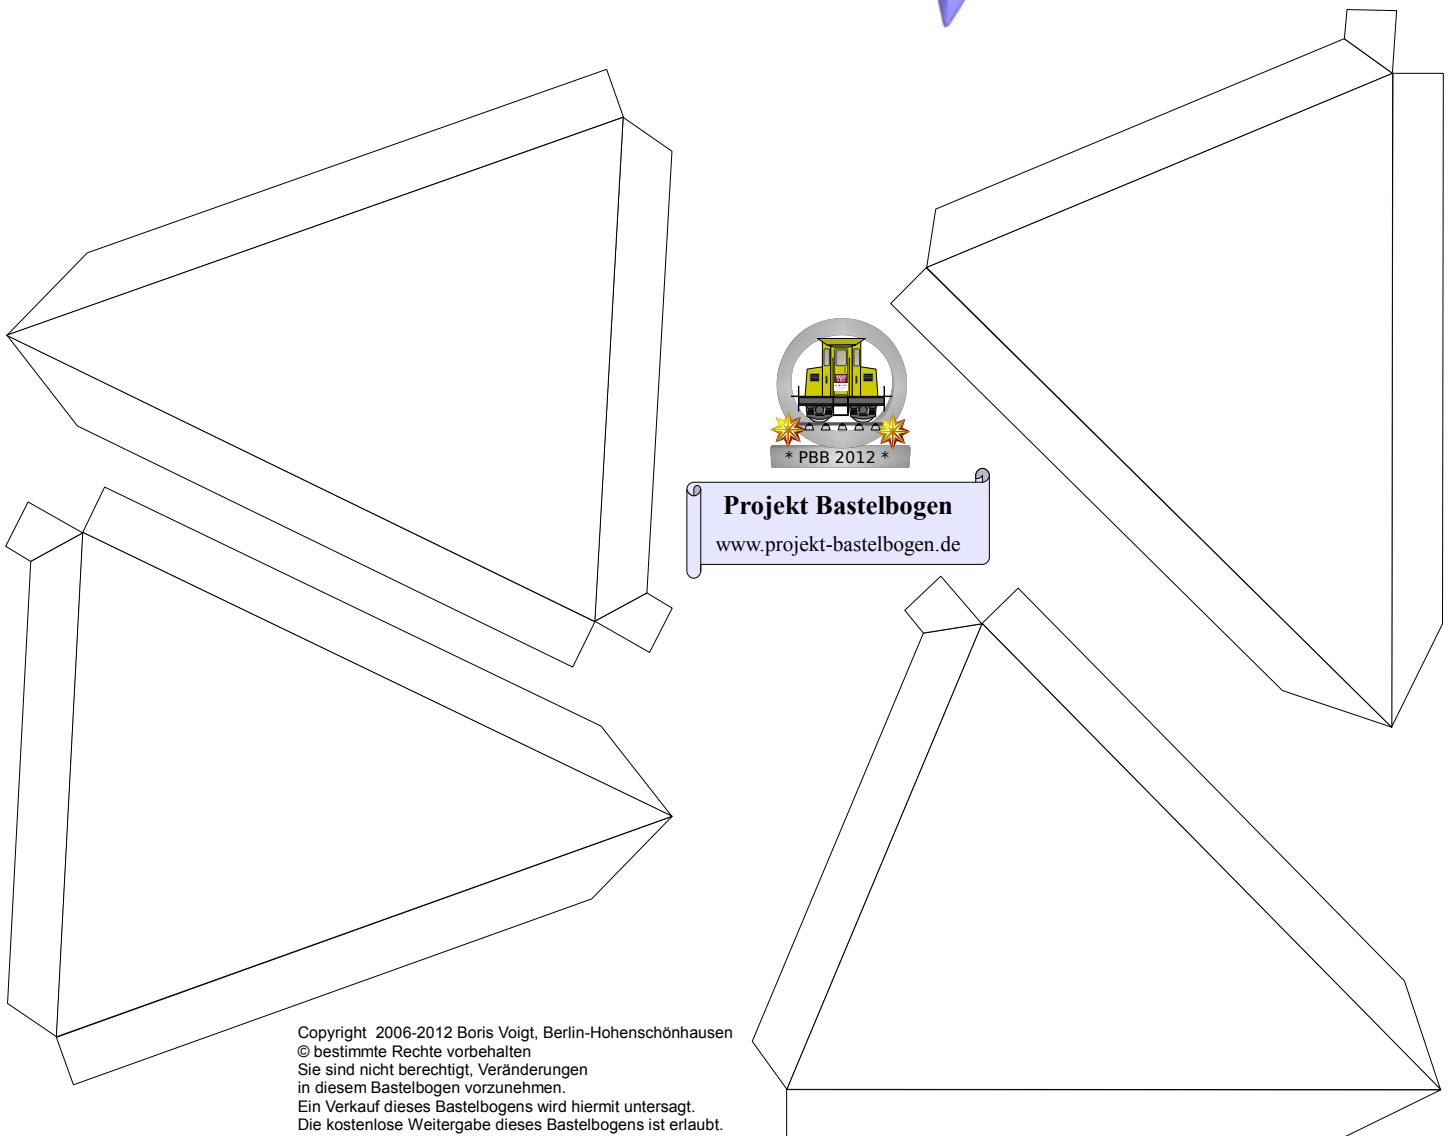 * PBB 2012 *
Projekt Bastelbogen
www.projekt-bastelbogen.de
Copyright 2006-2012 Boris Voigt, Berlin-Hohenschönhausen
© bestimmte Rechte vorbehalten
Sie sind nicht berechtigt, Veränderungen
in diesem Bastelbogen vorzunehmen.
Ein Verkauf dieses Bastelbogens wird hiermit untersagt.
Die kostenlose Weitergabe dieses Bastelbogens ist erlaubt.